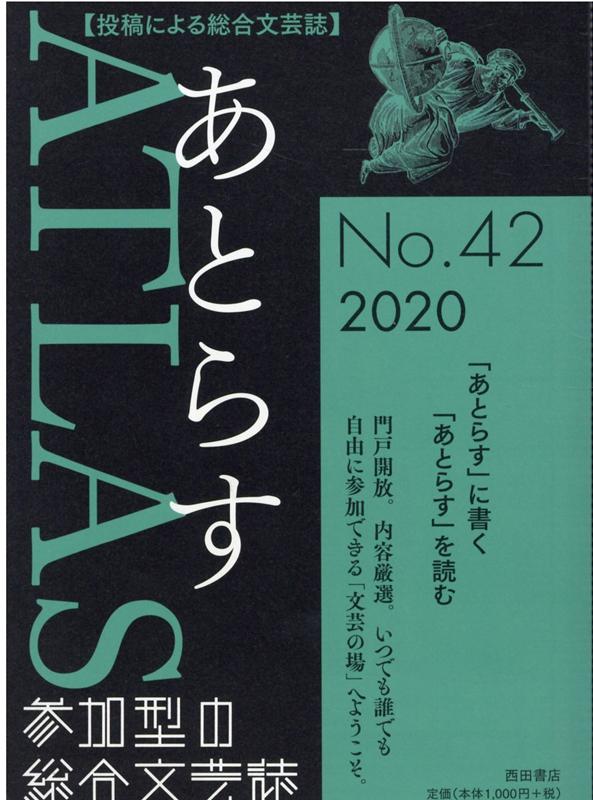 【投稿による総合文芸誌】
ATLAS
あとらす
No.42
2020
「あとらす」に書く
「あとらす」を読む
門戸開放。内容厳選。いつでも誰でも
自由に参加できる「文芸の場」へようこそ。
参加型の
総合文芸誌
西田書店
定価(本体1,000円+税)